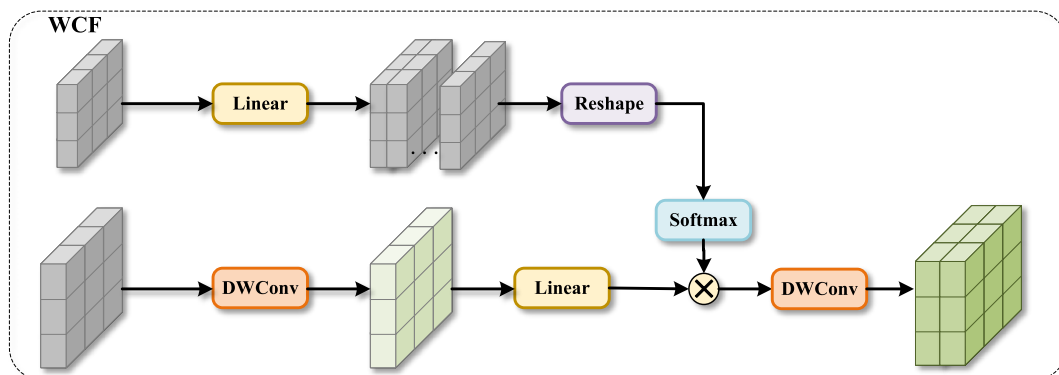 WCF
Linear
Reshape
. . .
Softmax
DWConv
Linear
DWConv